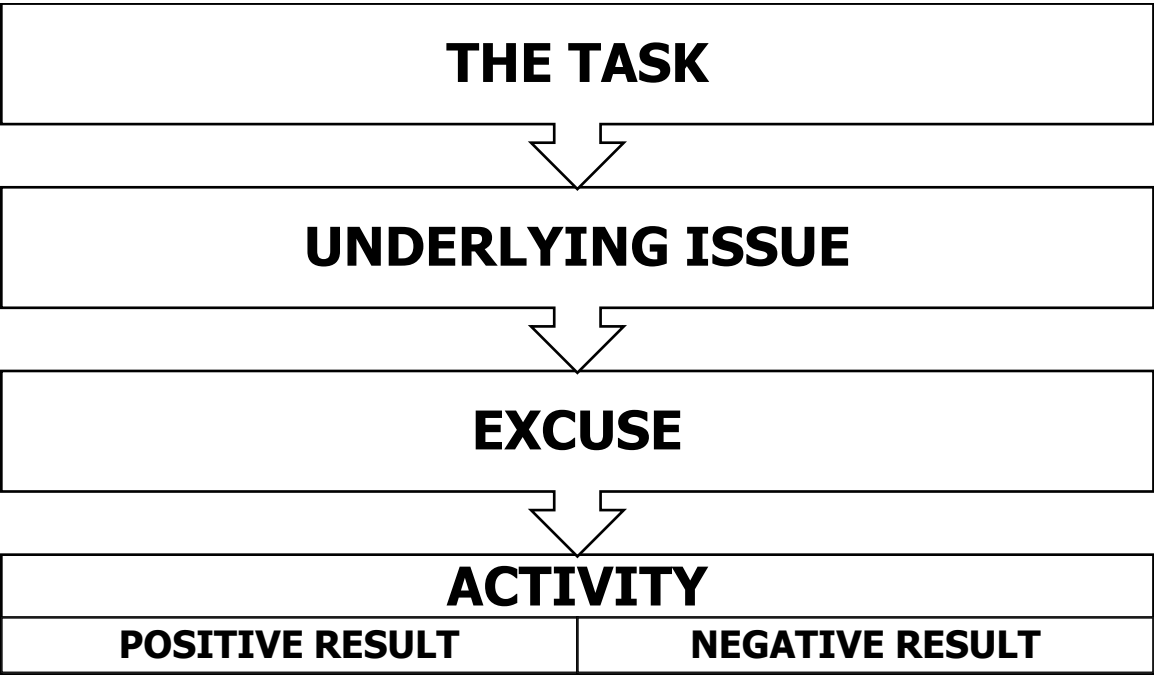 THE TASK
UNDERLYING ISSUE
EXCUSE
ACTIVITY
POSITIVE RESULT
NEGATIVE RESULT